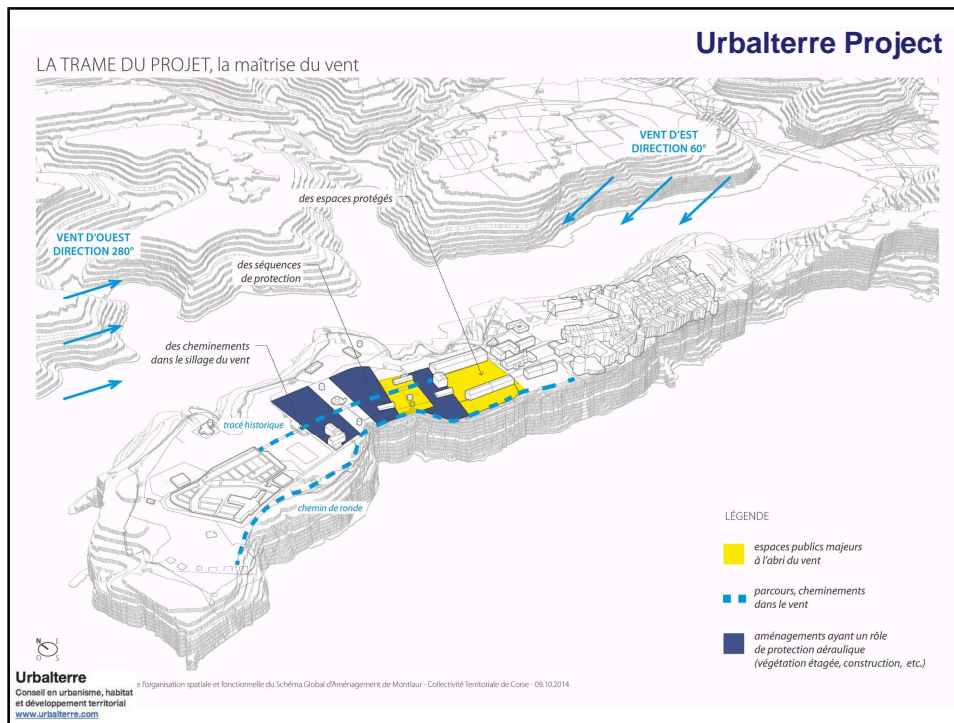 Urbalterre Project
LA TRAME DU PROJET, la maîtrise du vent
VENT D'EST
DIRECTION 60°
des espaces protégés
VENT D'OUEST
DIRECTION 280°
des séquences
de protection
des cheminements
dans le sillage du vent
tracé historique
chemin de ronde
LÉGENDE
espaces publics majeurs
à l'abri du vent
parcours, cheminements
dans le vent
aménagements ayant un rôle
de protection aéraulique
(végétation étagée, construction, etc.)
N E
O S
Urbalterre
Conseil en urbanisme, habitat
et développement territorial
www.urbalterre.com
e l'organisation spatiale et fonctionnelle du Schéma Global d'Aménagement de Montlaur - Collectivité Territoriale de Corse - 09.10.2014